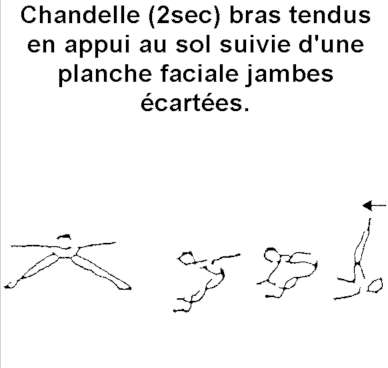 Chandelle (2sec) bras tendus
en appui au sol suivie d'une
planche faciale jambes
écartées.